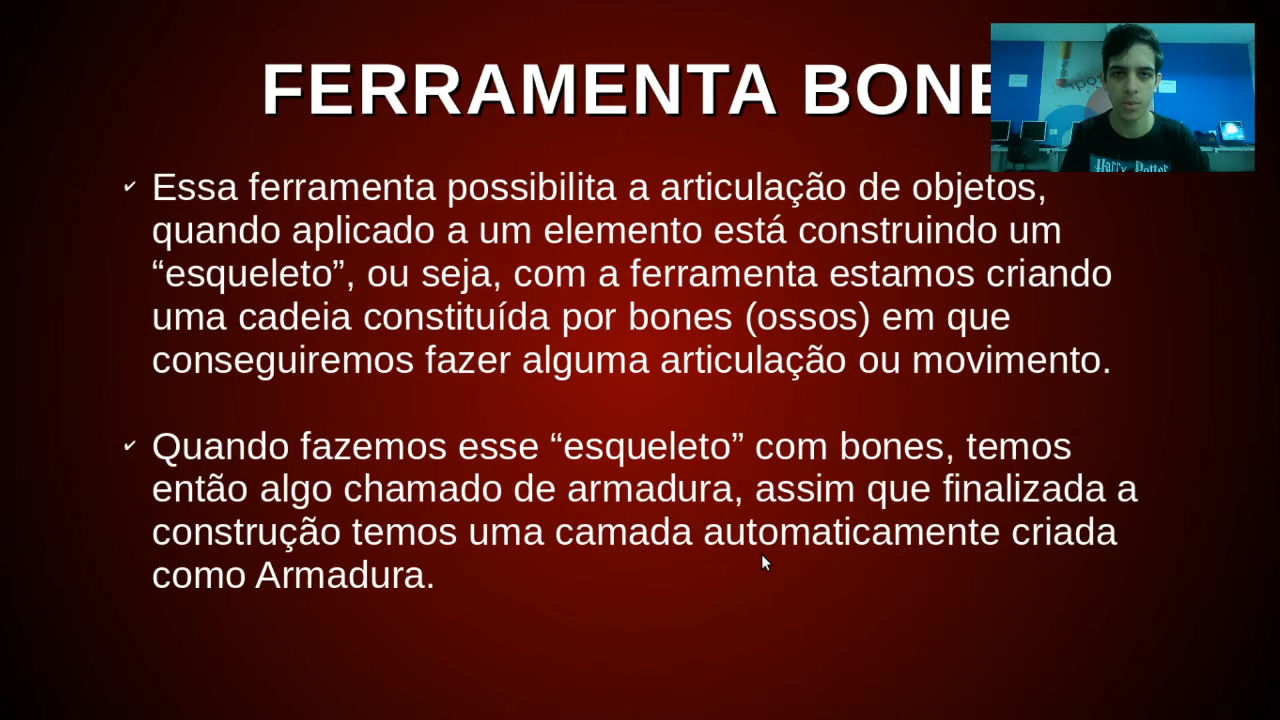 FERRAMENTA BONE
Essa ferramenta possibilita a articulação de objetos,
quando aplicado a um elemento está construindo um
“esqueleto”, ou seja, com a ferramenta estamos criando
uma cadeia constituída por bones (ossos) em que
conseguiremos fazer alguma articulação ou movimento.
Quando fazemos esse “esqueleto” com bones, temos
então algo chamado de armadura, assim que finalizada a
construção temos uma camada automaticamente criada
como Armadura.
Harry Potter